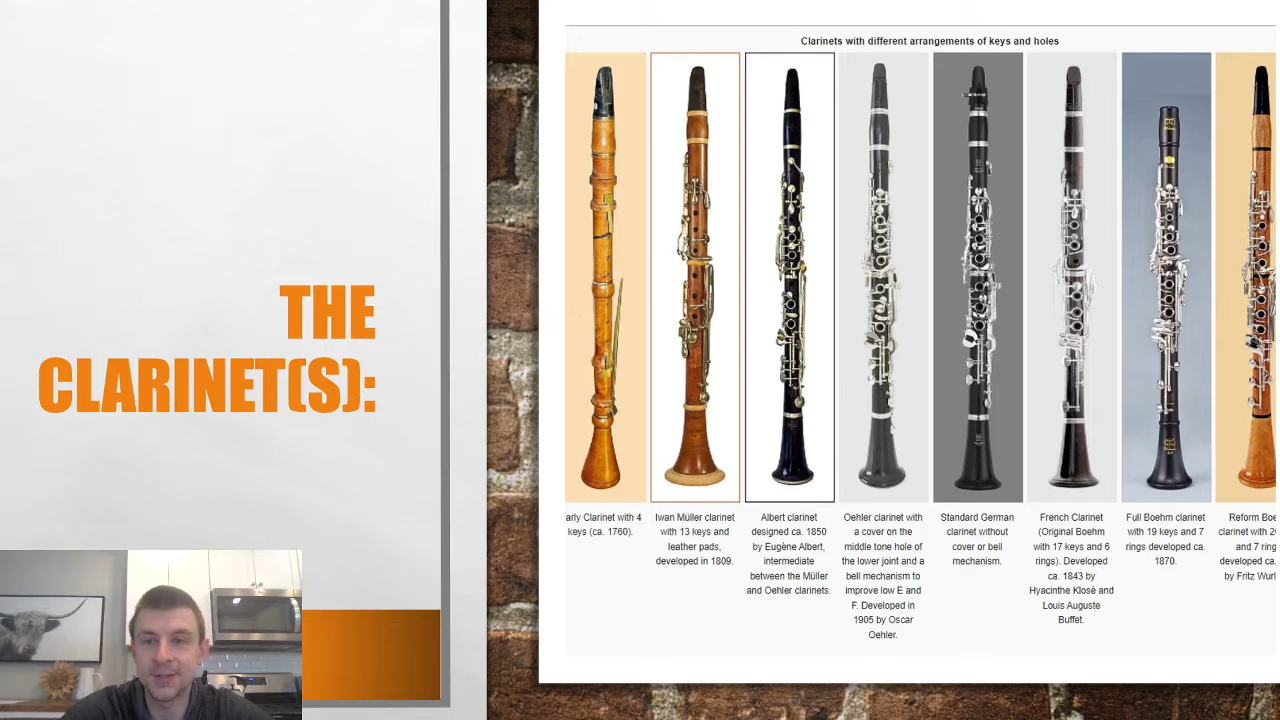 THE
CLARINET(S):
Clarinets with different arrangements of keys and holes
arly Clarinet with 4
keys (ca. 1760).
Iwan Müller clarinet
with 13 keys and
leather pads,
developed in 1809.
Albert clarinet
designed ca. 1850
by Eugène Albert,
intermediate
between the Müller
and Oehler clarinets.
Oehler clarinet with
a cover on the
middle tone hole of
the lower joint and a
bell mechanism to
improve low E and
F. Developed in
1905 by Oscar
Oehler.
Standard German
clarinet without
cover or bell
mechanism.
French Clarinet
(Original Boehm
with 17 keys and 6
rings). Developed
ca. 1843 by
Hyacinthe Klosé and
Louis Auguste
Buffet.
Full Boehm clarinet
with 19 keys and 7
rings developed ca.
1870.
Reform Boe
clarinet with 2
and 7 ring
developed ca.
by Fritz Wurl